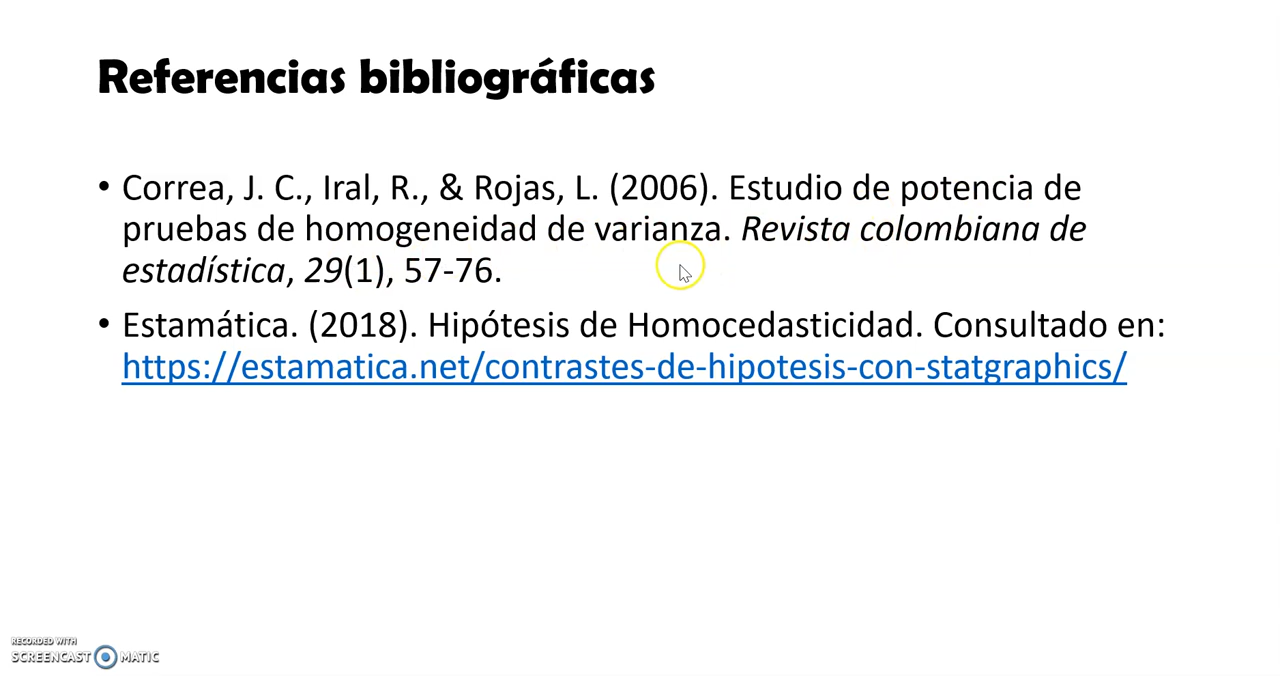 Referencias bibliográficas
• Correa, J. C., Iral, R., & Rojas, L. (2006). Estudio de potencia de
pruebas de homogeneidad de varianza. Revista colombiana de
estadística, 29(1), 57-76.
• Estamática. (2018). Hipótesis de Homocedasticidad. Consultado en:
https://estamatica.net/contrastes-de-hipotesis-con-statgraphics/
RECORDED WITH
SCREENCAST MATIC